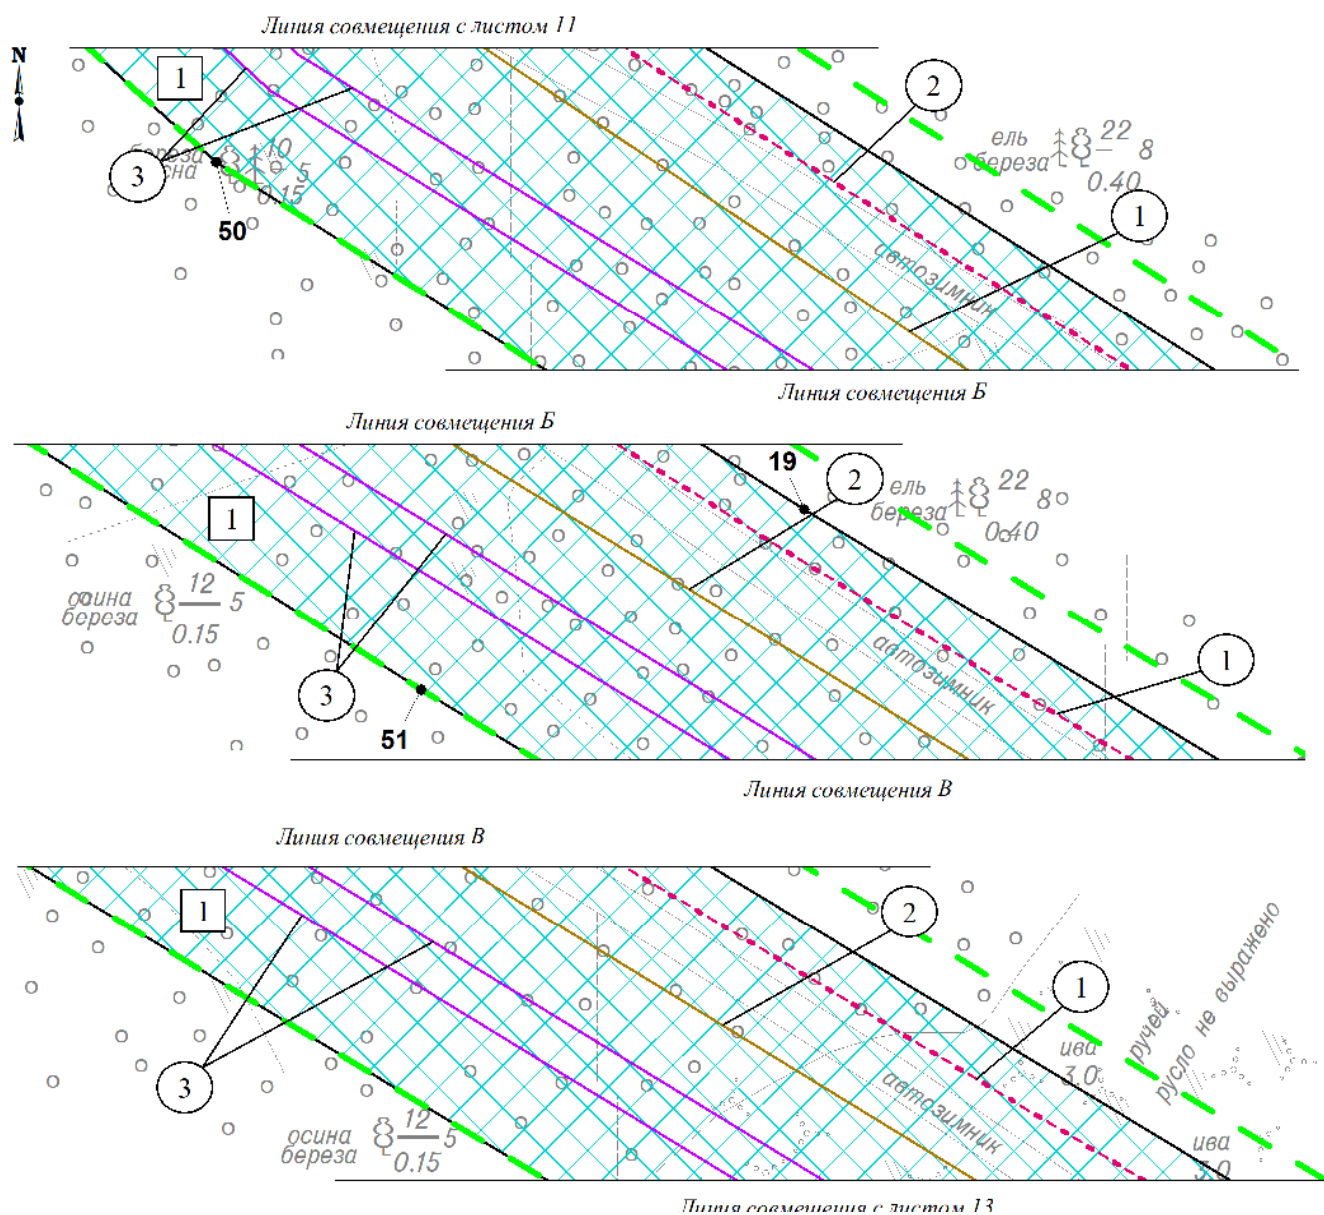 Линия совмещения с листом 11
N
1
2
3
береза
10
5
0.15
50
ель
береза
22
8
0.40
1
автозимник
Линия совмещения Б
Линия совмещения Б
19
2
1
ель
береза
22
8
0.40
осина
береза
12
5
0.15
автозимник
1
3
51
Линия совмещения В
Линия совмещения В
1
2
1
3
ручей
русло не выражено
ива
3.0
автозимник
осина
береза
12
5
0.15
ива
3.0
Линия совмещения с листом 13